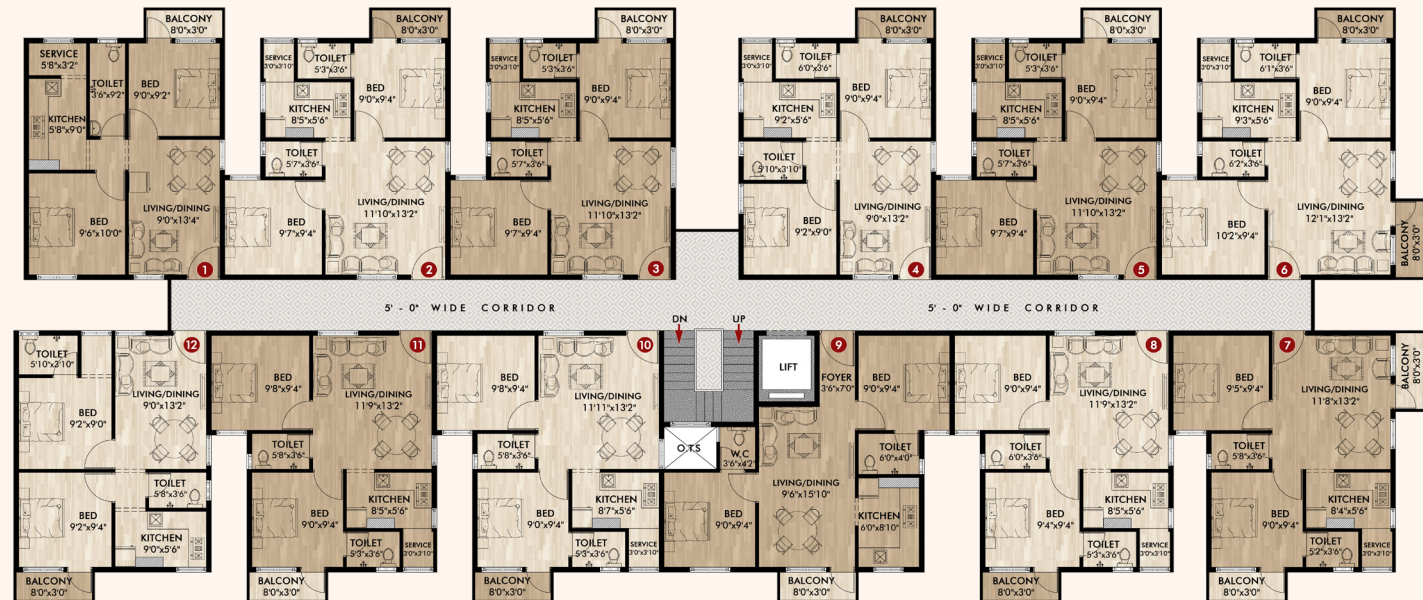 BALCONY
8'0"x3'0"
SERVICE
5'8"x3'2"
TOILET
3'6"x9'2"
BED
9'0"x9'2"
KITCHEN
5'8"x9'0"
BED
9'6"x10'0"
LIVING/DINING
9'0"x13'4"
1
BALCONY
8'0"x3'0"
SERVICE
3'0"x3'10"
TOILET
5'3"x3'6"
BED
9'0"x9'4"
KITCHEN
8'5"x5'6"
TOILET
5'7"x3'6"
BED
9'7"x9'4"
LIVING/DINING
11'10"x13'2"
2
BALCONY
8'0"x3'0"
SERVICE
3'0"x3'10"
TOILET
5'3"x3'6"
BED
9'0"x9'4"
KITCHEN
8'5"x5'6"
TOILET
5'7"x3'6"
BED
9'7"x9'4"
LIVING/DINING
11'10"x13'2"
3
BALCONY
8'0"x3'0"
SERVICE
3'0"x3'10"
TOILET
6'0"x3'6"
BED
9'0"x9'4"
KITCHEN
9'2"x5'6"
TOILET
5'10"x3'10"
BED
9'2"x9'0"
LIVING/DINING
9'0"x13'2"
4
BALCONY
8'0"x3'0"
SERVICE
3'0"x3'10"
TOILET
5'3"x3'6"
BED
9'0"x9'4"
KITCHEN
8'5"x5'6"
TOILET
5'7"x3'6"
BED
9'7"x9'4"
LIVING/DINING
11'10"x13'2"
5
BALCONY
8'0"x3'0"
SERVICE
3'0"x3'10"
TOILET
6'1"x3'6"
BED
9'0"x9'4"
KITCHEN
9'3"x5'6"
TOILET
6'2"x3'6"
BED
10'2"x9'4"
LIVING/DINING
12'1"x13'2"
6
BALCONY
8'0"x3'0"
5' - 0" WIDE CORRIDOR
5' - 0" WIDE CORRIDOR
TOILET
5'10"x3'10"
12
LIVING/DINING
9'0"x13'2"
BED
9'2"x9'0"
TOILET
5'8"x3'6"
BED
9'2"x9'4"
KITCHEN
9'0"x5'6"
BALCONY
8'0"x3'0"
11
BED
9'8"x9'4"
LIVING/DINING
11'9"x13'2"
TOILET
5'8"x3'6"
KITCHEN
8'5"x5'6"
BED
9'0"x9'4"
TOILET
5'3"x3'6"
SERVICE
3'0"x3'10"
BALCONY
8'0"x3'0"
10
BED
9'8"x9'4"
LIVING/DINING
11'11"x13'2"
TOILET
5'8"x3'6"
KITCHEN
8'7"x5'6"
BED
9'0"x9'4"
TOILET
5'3"x3'6"
SERVICE
3'0"x3'10"
BALCONY
8'0"x3'0"
DN
UP
LIFT
O.T.S
9
FOYER
3'6"x7'0"
BED
9'0"x9'4"
W.C
3'6"x4'2"
TOILET
6'0"x4'0"
LIVING/DINING
9'6"x15'10"
BED
9'0"x9'4"
KITCHEN
6'0"x8'10"
BALCONY
8'0"x3'0"
8
BED
9'0"x9'4"
LIVING/DINING
11'9"x13'2"
TOILET
6'0"x3'6"
KITCHEN
8'5"x5'6"
BED
9'4"x9'4"
TOILET
5'3"x3'6"
SERVICE
3'0"x3'10"
BALCONY
8'0"x3'0"
7
BED
9'5"x9'4"
LIVING/DINING
11'8"x13'2"
BALCONY
8'0"x3'0"
TOILET
5'8"x3'6"
KITCHEN
8'4"x5'6"
BED
9'0"x9'4"
TOILET
5'2"x3'6"
SERVICE
3'0"x3'10"
BALCONY
8'0"x3'0"